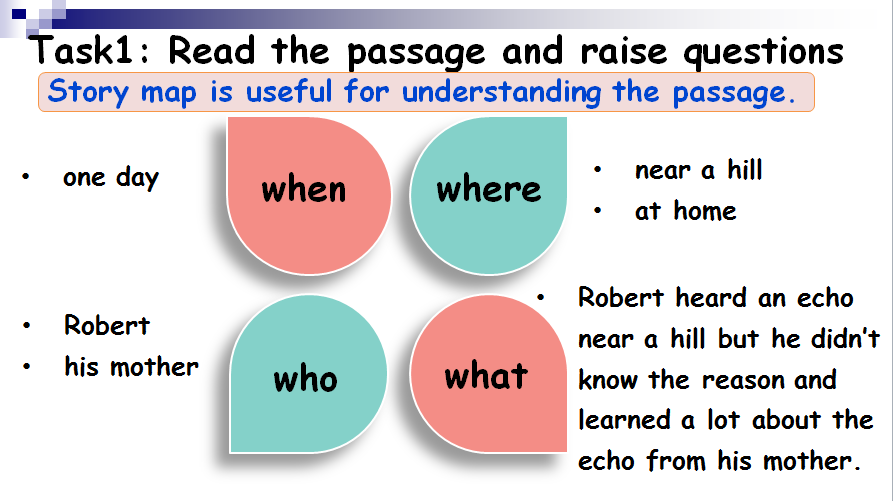 Task1: Read the passage and raise questions
Story map is useful for understanding the passage.
• one day
when
where
• near a hill
• at home
• Robert
• his mother
who
what
• Robert heard an echo
near a hill but he didn't
know the reason and
learned a lot about the
echo from his mother.